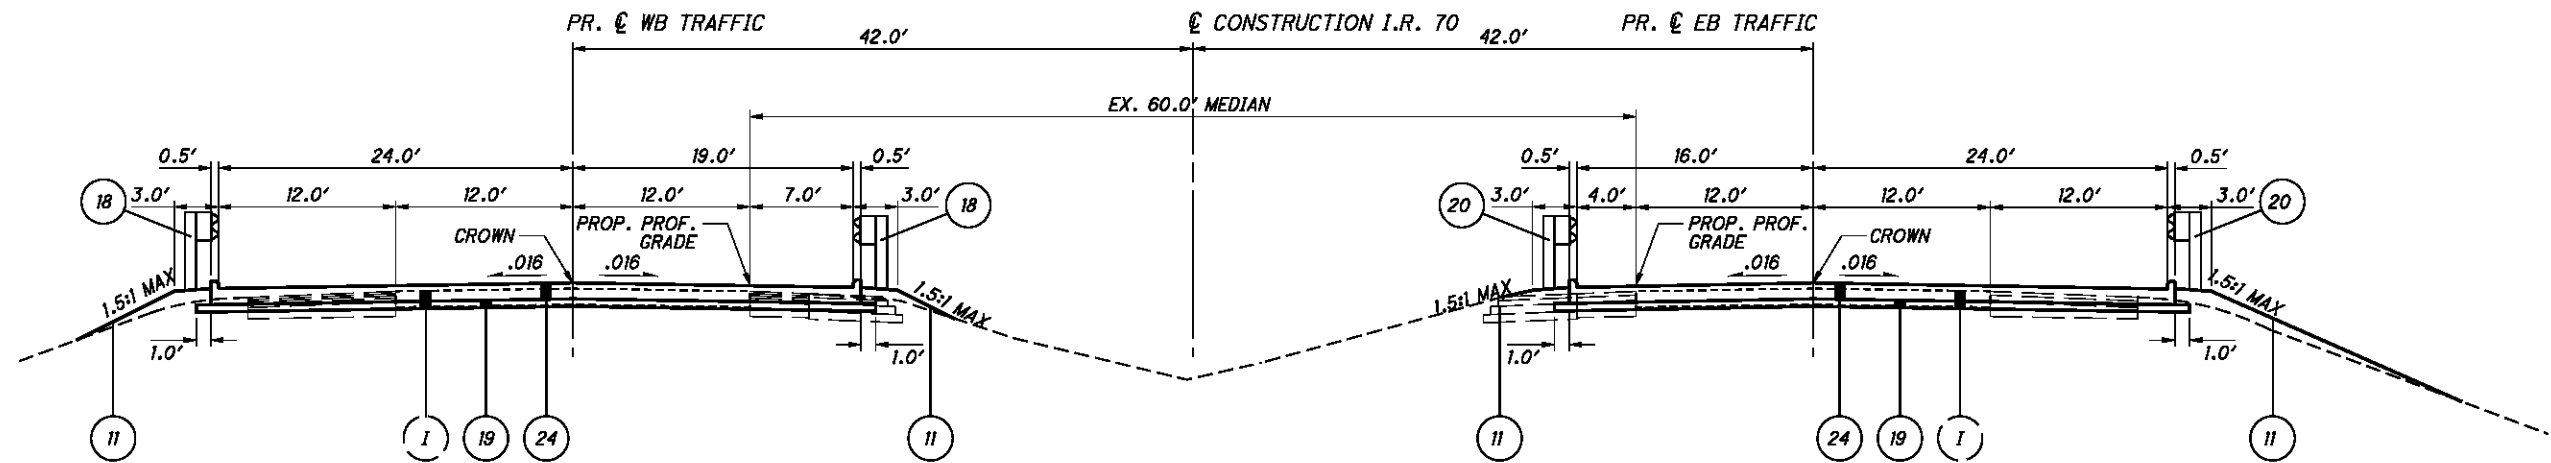 PR. ℄ WB TRAFFIC
℄ CONSTRUCTION I.R. 70
PR. ℄ EB TRAFFIC
42.0' 42.0'
EX. 60.0' MEDIAN
0.5' 24.0' 19.0' 0.5' 0.5' 16.0' 24.0' 0.5'
18 3.0' 12.0' 12.0' 12.0' 7.0' 3.0' 18 20 3.0' 4.0' 12.0' 12.0' 12.0' 3.0' 20
CROWN
PROP. PROF.
GRADE
PROP. PROF.
GRADE
CROWN
.016 .016 .016 .016
1.5:1 MAX 1.5:1 MAX 1.5:1 MAX 1.5:1 MAX
1.0' 1.0' 1.0' 1.0'
11 I 19 24 11 11 24 19 I 11